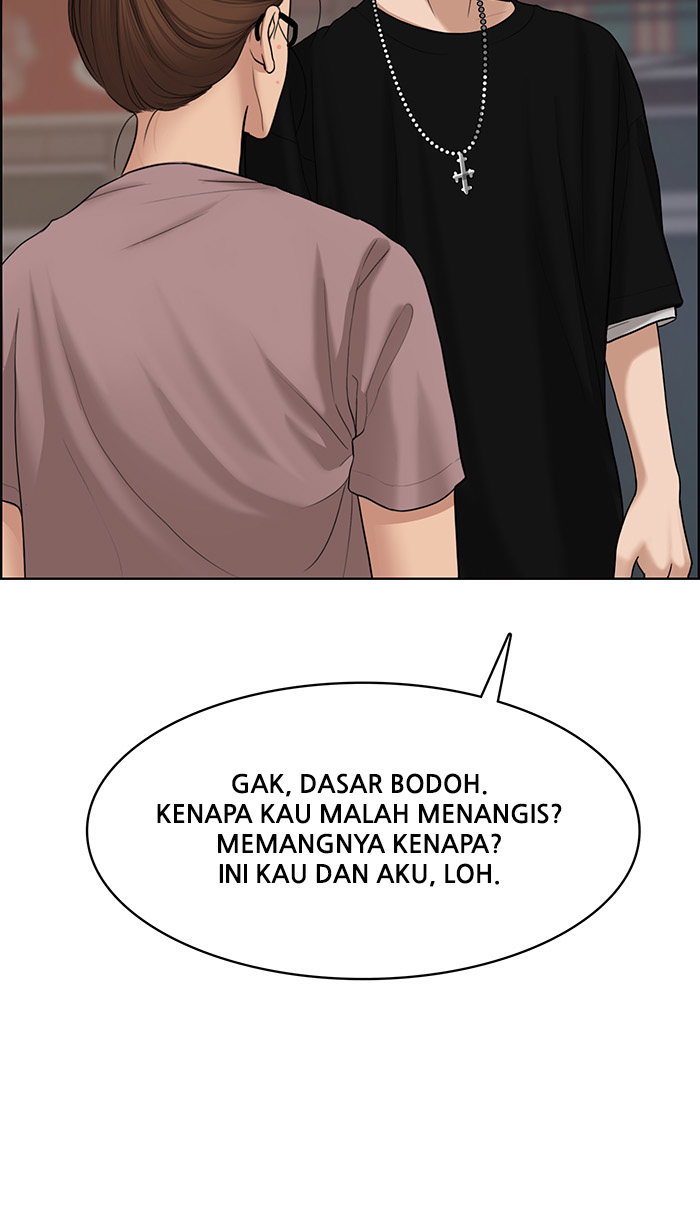 GAK, DASAR BODOH.
KENAPA KAU MALAH MENANGIS?
MEMANGNYA KENAPA?
INI KAU DAN AKU, LOH.